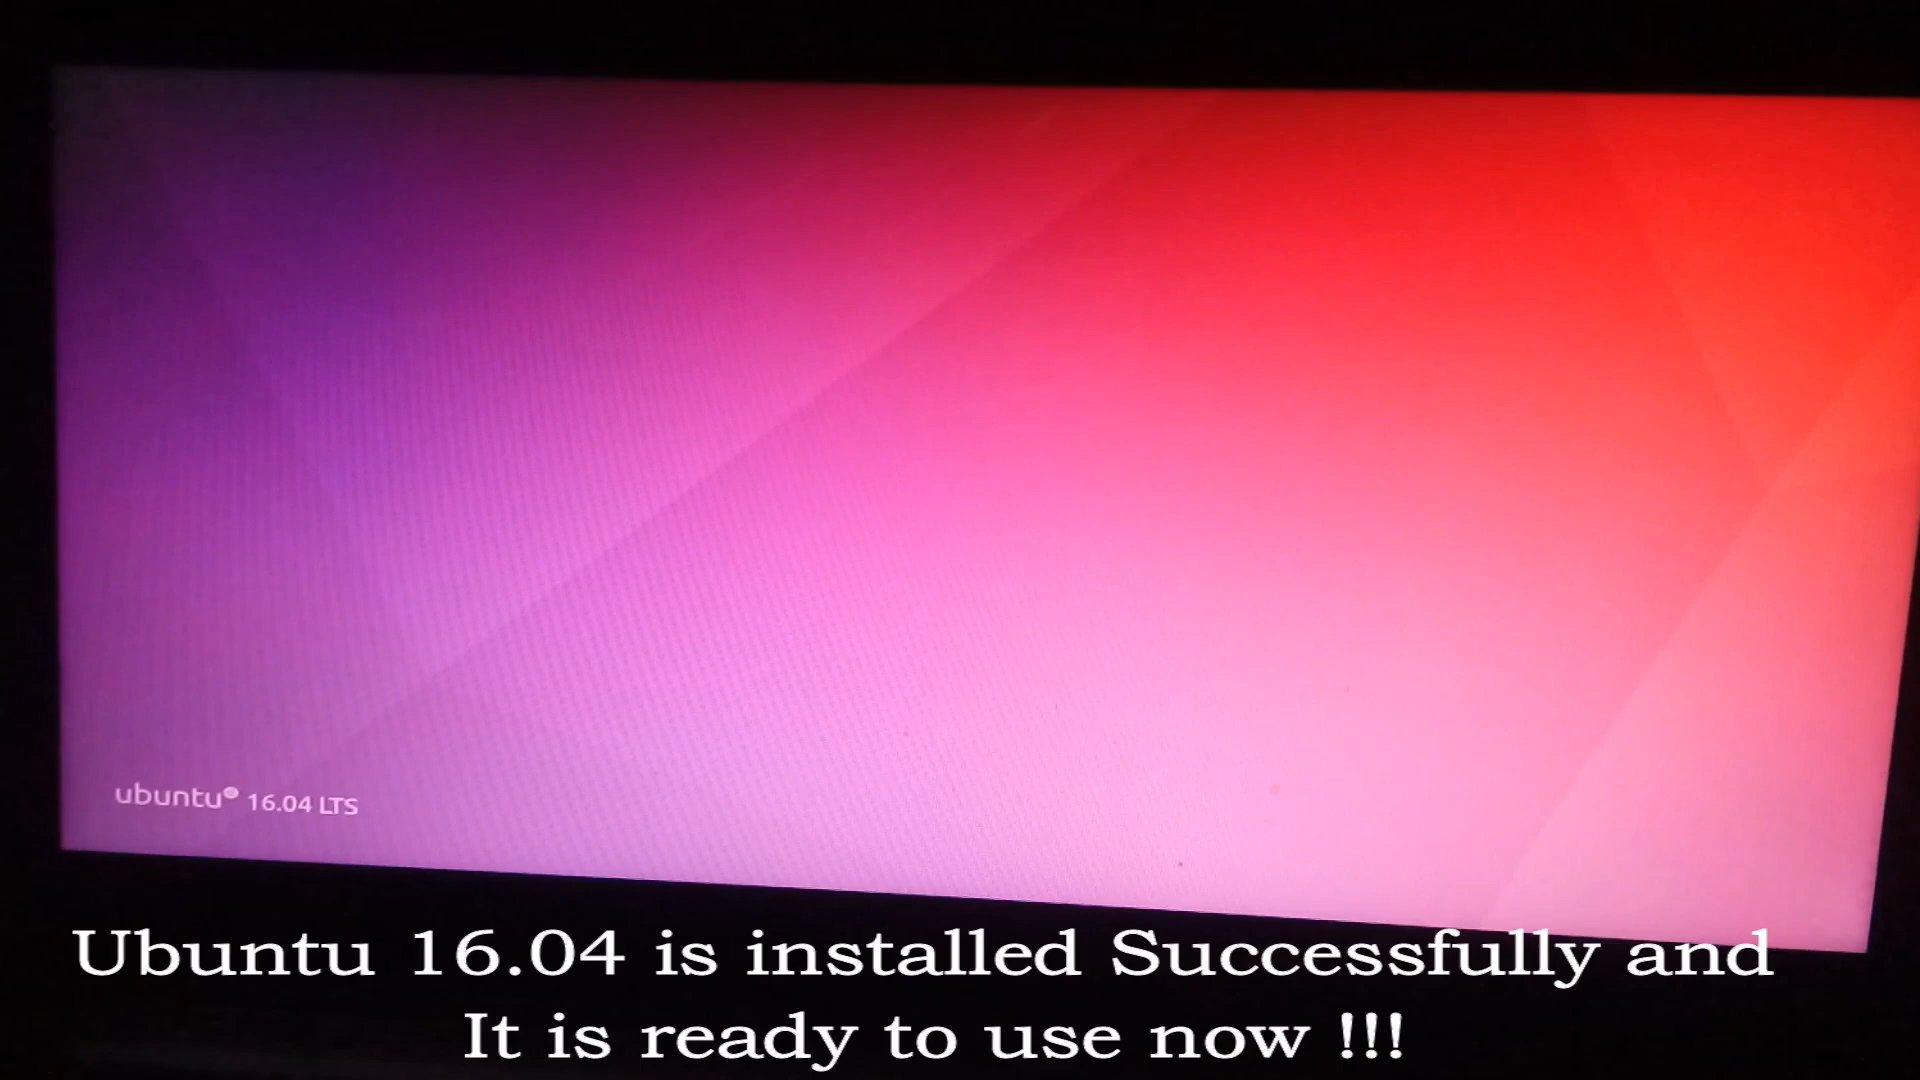 ubuntu® 16.04 LTS
Ubuntu 16.04 is installed Successfully and
It is ready to use now !!!